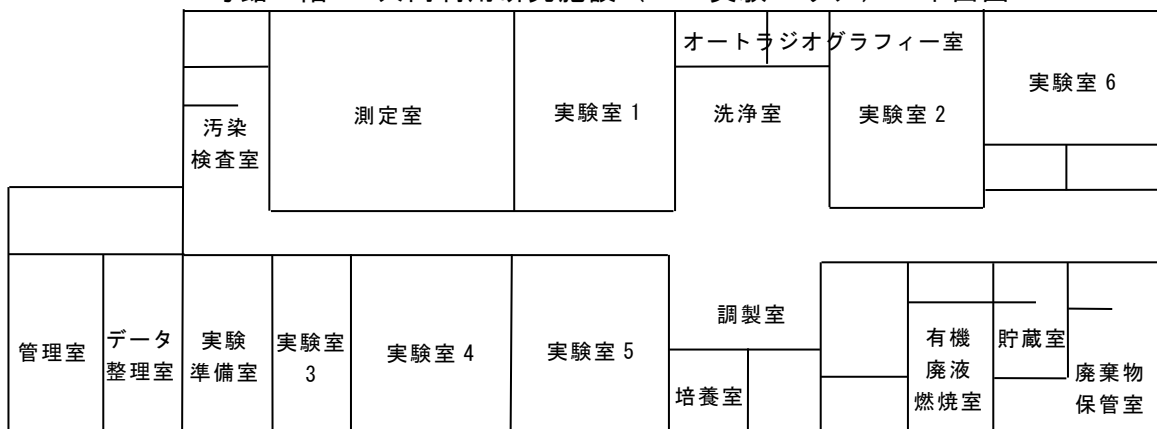 オートラジオグラフィー室
実験室 6
測定室
実験室 1
洗浄室
実験室 2
汚染
検査室
調製室
管理室
データ
整理室
実験
準備室
実験室
3
実験室 4
実験室 5
有機
廃液
燃焼室
貯蔵室
廃棄物
保管室
培養室